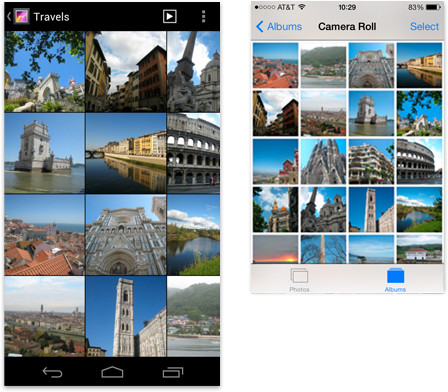 Travels
AT&T 10:29 83%
Albums Camera Roll Select
Photos Albums